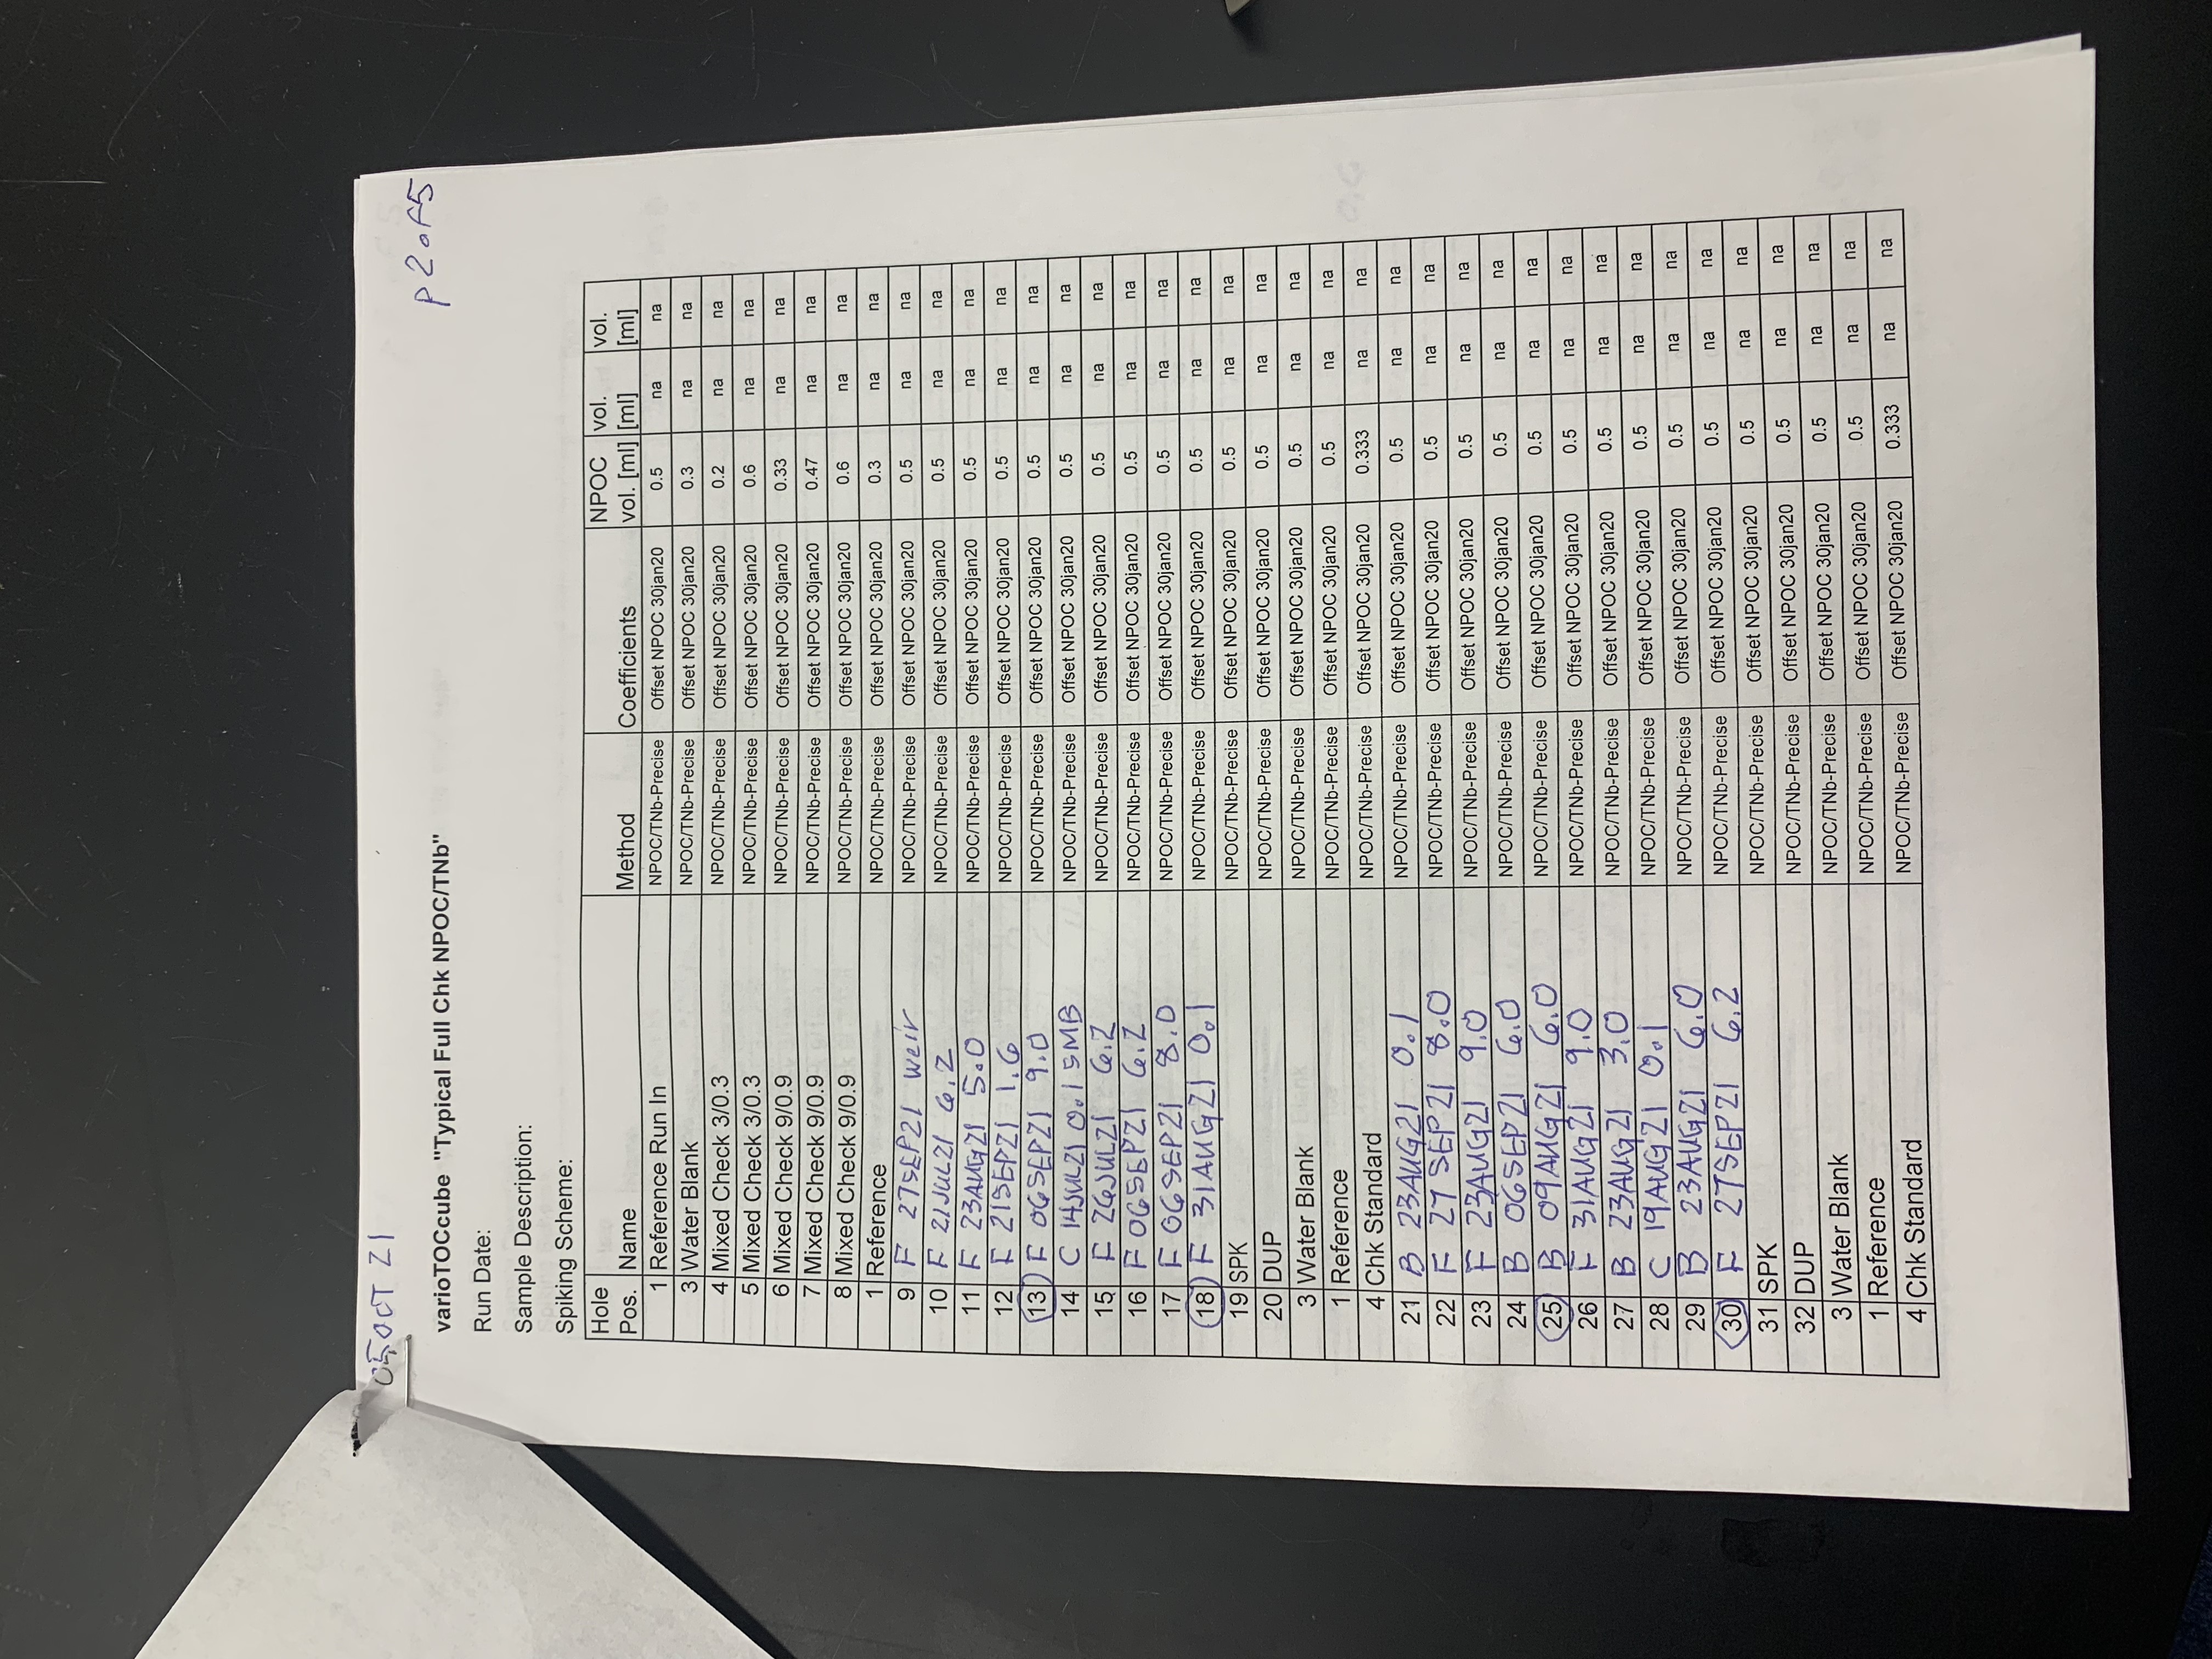 05OCT 21
p 2 of 5
varioTOCcube "Typical Full Chk NPOC/TNb"
Run Date:
Sample Description:
Spiking Scheme:
Hole Pos. Name Method Coefficients NPOC vol. [ml] vol. [ml] vol. [ml]
1 Reference Run In NPOC/TNb-Precise Offset NPOC 30jan20 0.5 na na
3 Water Blank NPOC/TNb-Precise Offset NPOC 30jan20 0.3 na na
4 Mixed Check 3/0.3 NPOC/TNb-Precise Offset NPOC 30jan20 0.2 na na
5 Mixed Check 3/0.3 NPOC/TNb-Precise Offset NPOC 30jan20 0.6 na na
6 Mixed Check 9/0.9 NPOC/TNb-Precise Offset NPOC 30jan20 0.33 na na
7 Mixed Check 9/0.9 NPOC/TNb-Precise Offset NPOC 30jan20 0.47 na na
8 Mixed Check 9/0.9 NPOC/TNb-Precise Offset NPOC 30jan20 0.6 na na
1 Reference NPOC/TNb-Precise Offset NPOC 30jan20 0.3 na na
9 F 27SEP21 weir NPOC/TNb-Precise Offset NPOC 30jan20 0.5 na na
10 F 21JUL21 6.2 NPOC/TNb-Precise Offset NPOC 30jan20 0.5 na na
11 F 23AUG21 5.0 NPOC/TNb-Precise Offset NPOC 30jan20 0.5 na na
12 F 21SEP21 1.6 NPOC/TNb-Precise Offset NPOC 30jan20 0.5 na na
13 F 06SEP21 9.0 NPOC/TNb-Precise Offset NPOC 30jan20 0.5 na na
14 C 14JUL21 0.1 SMB NPOC/TNb-Precise Offset NPOC 30jan20 0.5 na na
15 F 26JUL21 6.2 NPOC/TNb-Precise Offset NPOC 30jan20 0.5 na na
16 F 06SEP21 6.2 NPOC/TNb-Precise Offset NPOC 30jan20 0.5 na na
17 F 06SEP21 8.0 NPOC/TNb-Precise Offset NPOC 30jan20 0.5 na na
18 F 31AUG21 0.1 NPOC/TNb-Precise Offset NPOC 30jan20 0.5 na na
19 SPK NPOC/TNb-Precise Offset NPOC 30jan20 0.5 na na
20 DUP NPOC/TNb-Precise Offset NPOC 30jan20 0.5 na na
3 Water Blank NPOC/TNb-Precise Offset NPOC 30jan20 0.5 na na
1 Reference NPOC/TNb-Precise Offset NPOC 30jan20 0.5 na na
4 Chk Standard NPOC/TNb-Precise Offset NPOC 30jan20 0.333 na na
21 B 23AUG21 0.1 NPOC/TNb-Precise Offset NPOC 30jan20 0.5 na na
22 F 27 SEP21 8.0 NPOC/TNb-Precise Offset NPOC 30jan20 0.5 na na
23 F 23AUG21 9.0 NPOC/TNb-Precise Offset NPOC 30jan20 0.5 na na
24 B 06SEP21 6.0 NPOC/TNb-Precise Offset NPOC 30jan20 0.5 na na
25 B 09AUG21 6.0 NPOC/TNb-Precise Offset NPOC 30jan20 0.5 na na
26 F 31AUG21 9.0 NPOC/TNb-Precise Offset NPOC 30jan20 0.5 na na
27 B 23AUG21 3.0 NPOC/TNb-Precise Offset NPOC 30jan20 0.5 na na
28 C 19AUG21 0.1 NPOC/TNb-Precise Offset NPOC 30jan20 0.5 na na
29 B 23AUG21 6.0 NPOC/TNb-Precise Offset NPOC 30jan20 0.5 na na
30 F 27SEP21 6.2 NPOC/TNb-Precise Offset NPOC 30jan20 0.5 na na
31 SPK NPOC/TNb-Precise Offset NPOC 30jan20 0.5 na na
32 DUP NPOC/TNb-Precise Offset NPOC 30jan20 0.5 na na
3 Water Blank NPOC/TNb-Precise Offset NPOC 30jan20 0.5 na na
1 Reference NPOC/TNb-Precise Offset NPOC 30jan20 0.5 na na
4 Chk Standard NPOC/TNb-Precise Offset NPOC 30jan20 0.333 na na